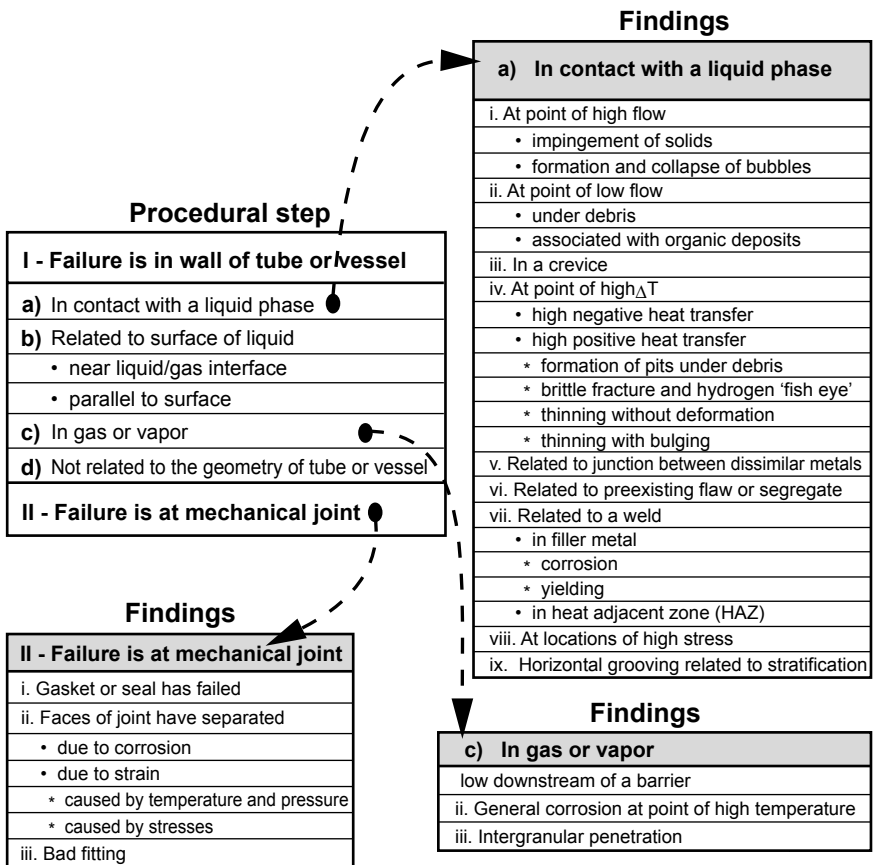 Procedural step
I - Failure is in wall of tube or vessel
a) In contact with a liquid phase
b) Related to surface of liquid
• near liquid/gas interface
• parallel to surface
c) In gas or vapor
d) Not related to the geometry of tube or vessel
II - Failure is at mechanical joint
Findings
a) In contact with a liquid phase
i. At point of high flow
• impingement of solids
• formation and collapse of bubbles
ii. At point of low flow
• under debris
• associated with organic deposits
iii. In a crevice
iv. At point of high ΔT
• high negative heat transfer
• high positive heat transfer
* formation of pits under debris
* brittle fracture and hydrogen ‘fish eye’
* thinning without deformation
* thinning with bulging
v. Related to junction between dissimilar metals
vi. Related to preexisting flaw or segregate
vii. Related to a weld
• in filler metal
* corrosion
* yielding
• in heat adjacent zone (HAZ)
viii. At locations of high stress
ix. Horizontal grooving related to stratification
Findings
II - Failure is at mechanical joint
i. Gasket or seal has failed
ii. Faces of joint have separated
• due to corrosion
• due to strain
* caused by temperature and pressure
* caused by stresses
iii. Bad fitting
Findings
c) In gas or vapor
low downstream of a barrier
ii. General corrosion at point of high temperature
iii. Intergranular penetration